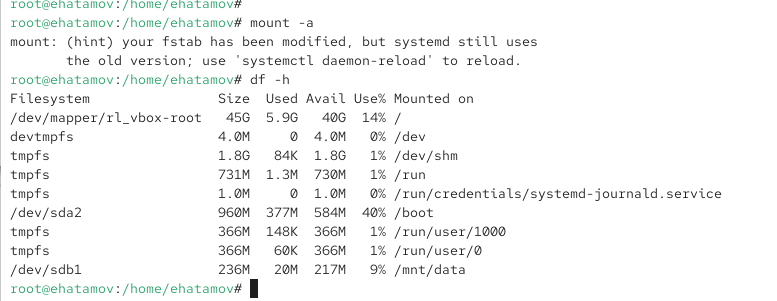 root@ehatamov:/home/ehatamov#
root@ehatamov:/home/ehatamov# mount -a
mount: (hint) your fstab has been modified, but systemd still uses
       the old version; use 'systemctl daemon-reload' to reload.
root@ehatamov:/home/ehatamov# df -h
Filesystem                Size  Used Avail Use% Mounted on
/dev/mapper/rl_vbox-root   45G  5.9G   40G  14% /
devtmpfs                  4.0M     0  4.0M   0% /dev
tmpfs                     1.8G   84K  1.8G   1% /dev/shm
tmpfs                     731M  1.3M  730M   1% /run
tmpfs                     1.0M     0  1.0M   0% /run/credentials/systemd-journald.service
/dev/sda2                 960M  377M  584M  40% /boot
tmpfs                     366M  148K  366M   1% /run/user/1000
tmpfs                     366M   60K  366M   1% /run/user/0
/dev/sdb1                 236M   20M  217M   9% /mnt/data
root@ehatamov:/home/ehatamov#